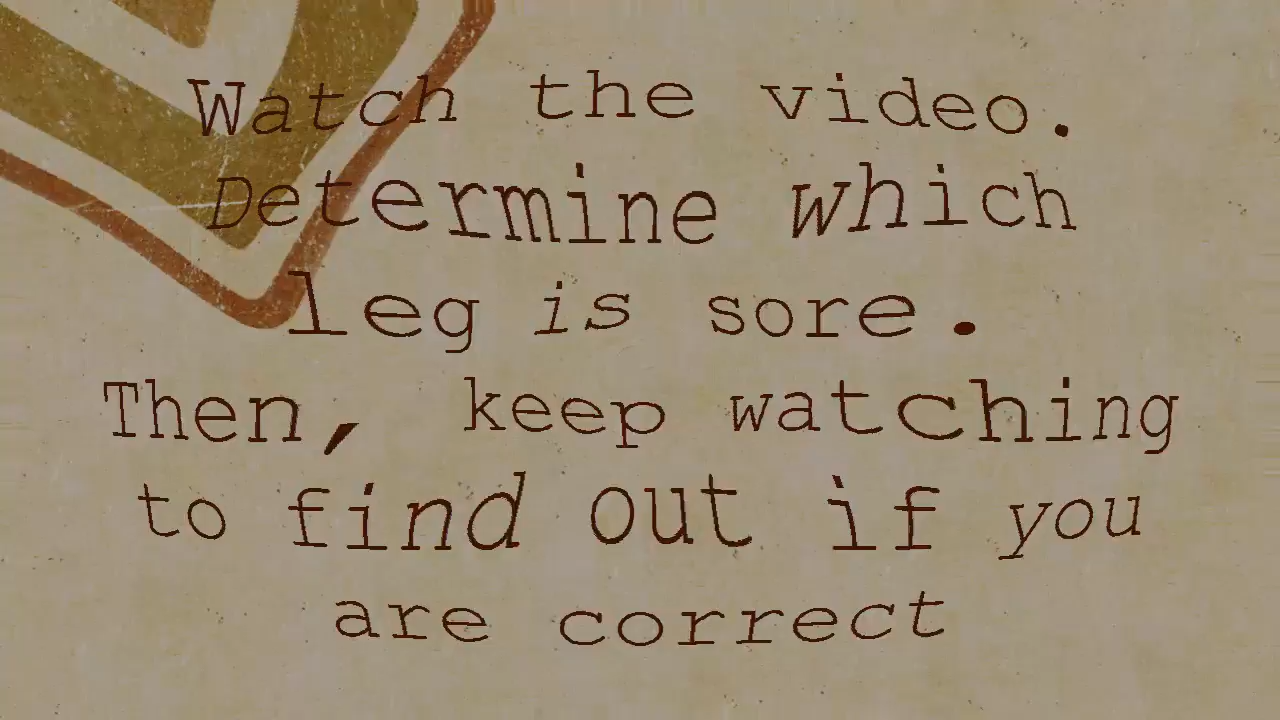 Watch the video.
Determine which
leg is sore.
Then, keep watching
to find out if you
are correct